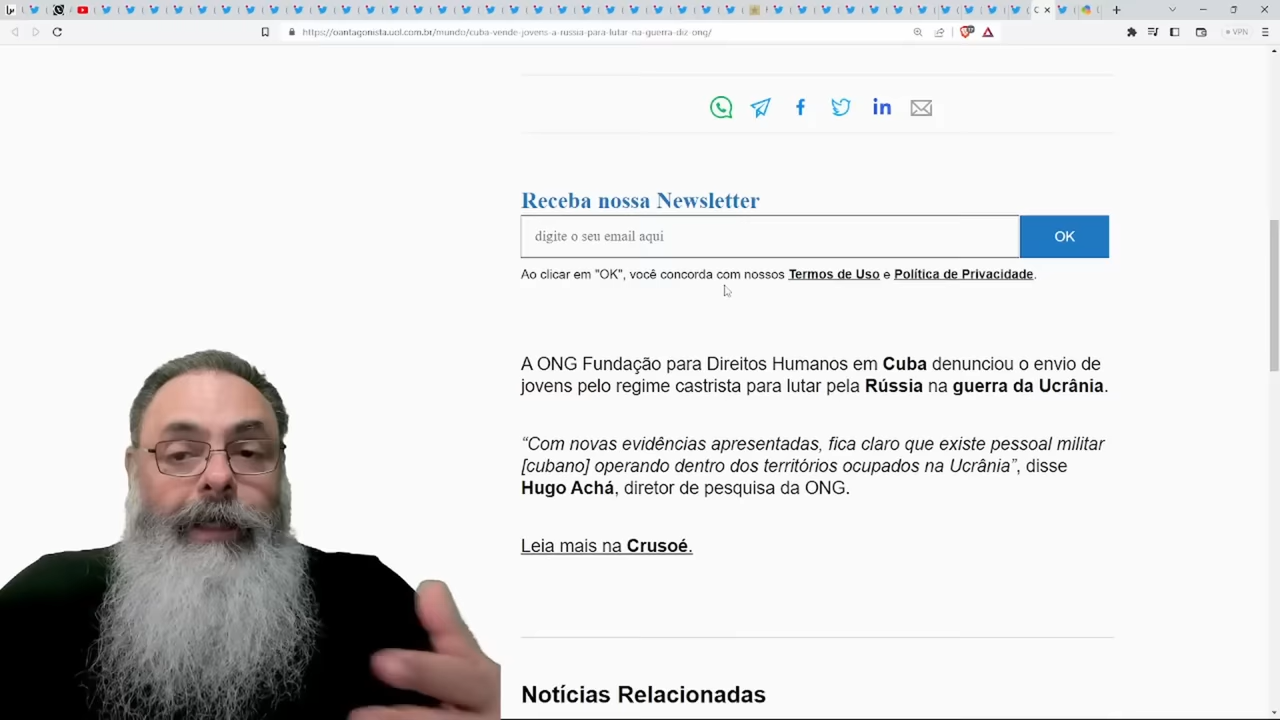 https://oantagonista.uol.com.br/mundo/cuba-vende-jovens-a-russia-para-lutar-na-guerra-diz-ong/
VPN
Receba nossa Newsletter
digite o seu email aqui
OK
Ao clicar em "OK", você concorda com nossos Termos de Uso e Política de Privacidade.
A ONG Fundação para Direitos Humanos em Cuba denunciou o envio de
jovens pelo regime castrista para lutar pela Rússia na guerra da Ucrânia.
“Com novas evidências apresentadas, fica claro que existe pessoal militar
[cubano] operando dentro dos territórios ocupados na Ucrânia”, disse
Hugo Achá, diretor de pesquisa da ONG.
Leia mais na Crusoé.
Notícias Relacionadas